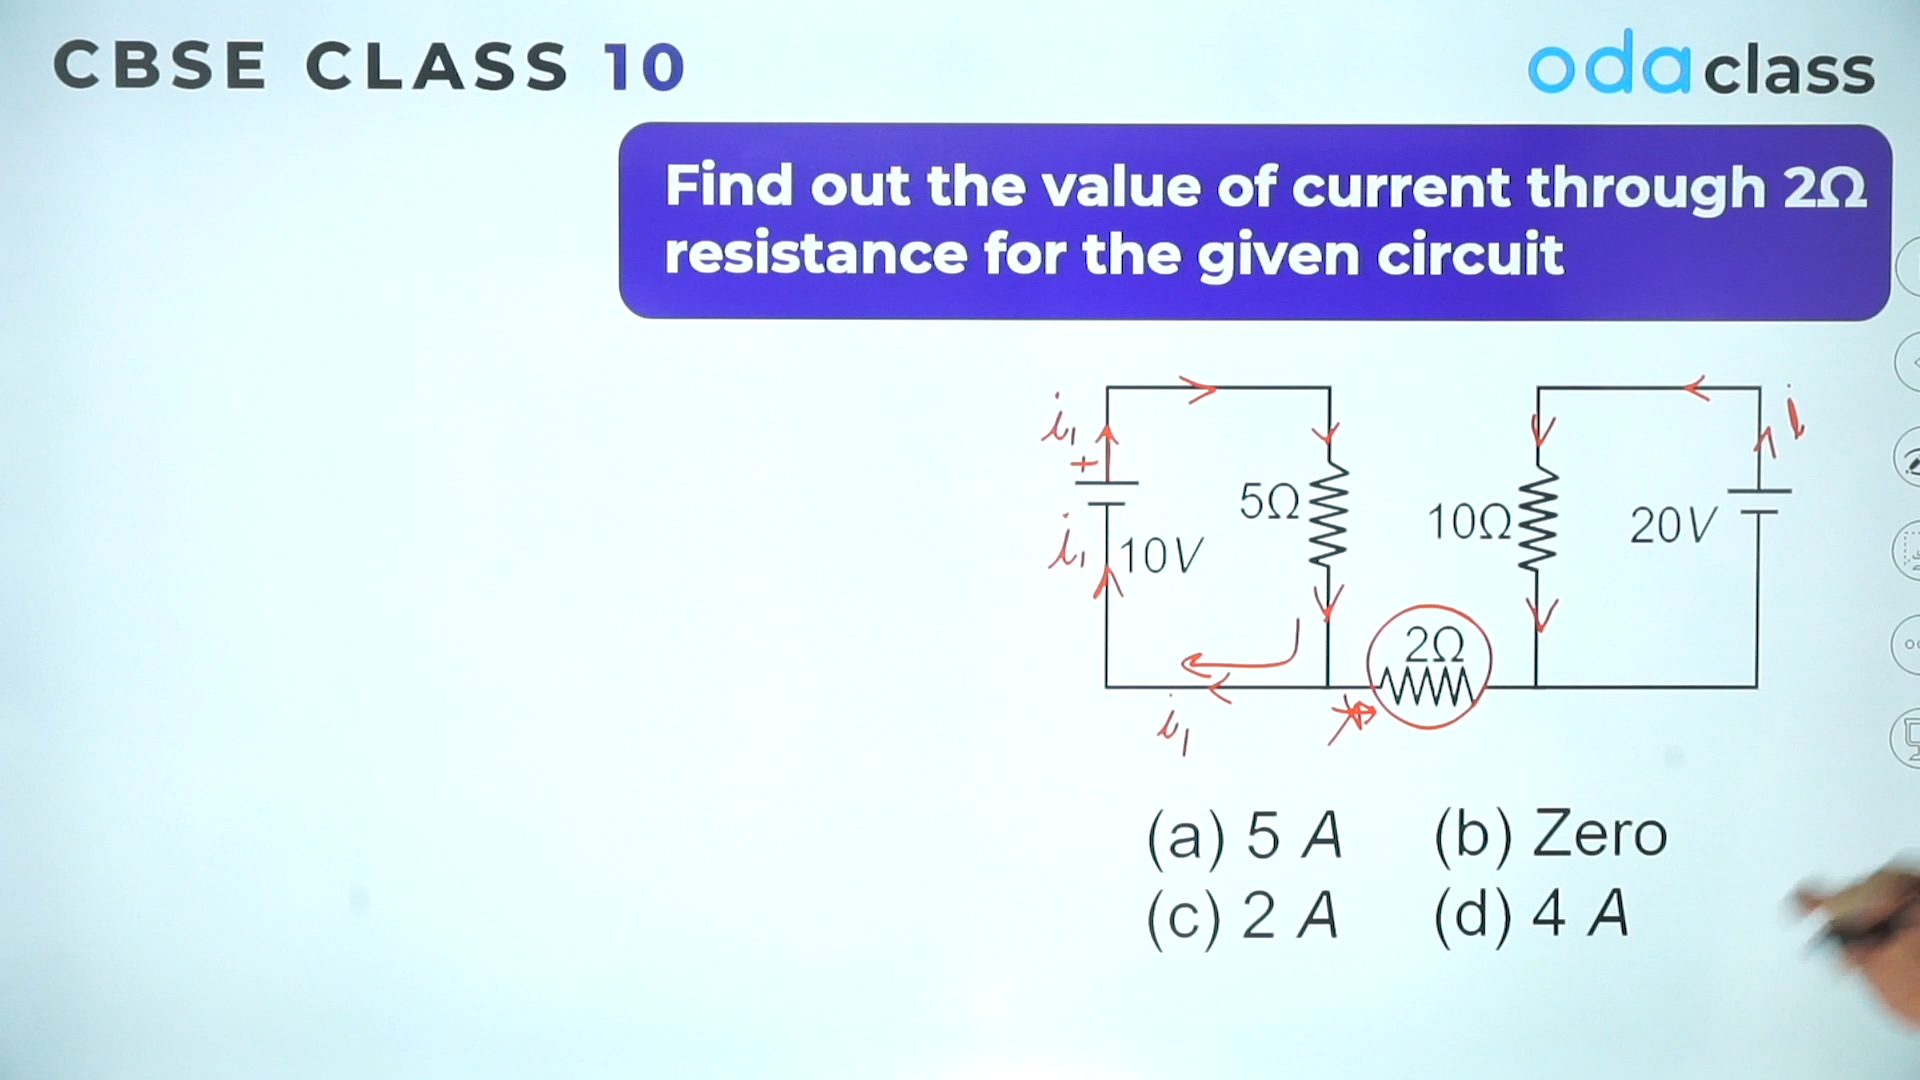 CBSE CLASS 10
odaclass
Find out the value of current through 2Ω
resistance for the given circuit
i₁
+
i₁
10V
5Ω
10Ω
20V
i
2Ω
i₁
(a) 5 A (b) Zero
(c) 2 A (d) 4 A